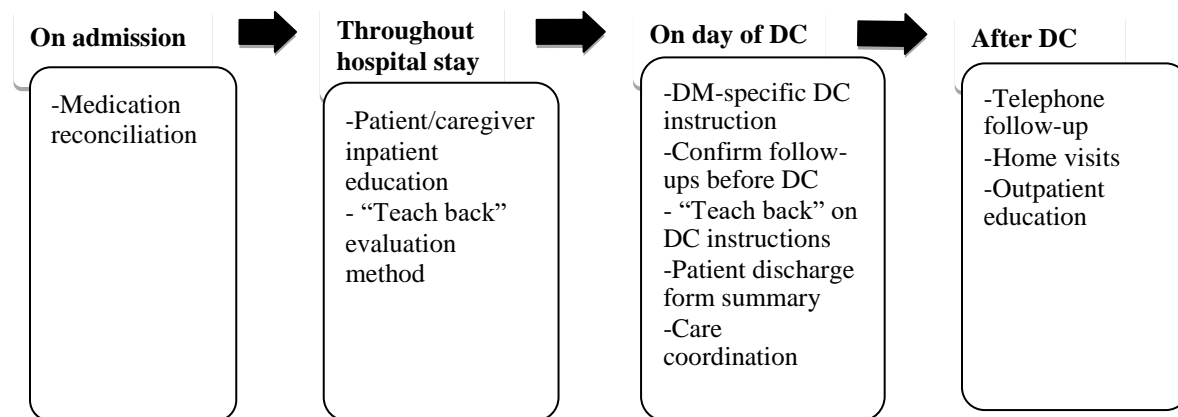 On admission
-Medication
reconciliation
Throughout
hospital stay
-Patient/caregiver
inpatient
education
- “Teach back”
evaluation
method
On day of DC
-DM-specific DC
instruction
-Confirm follow-
ups before DC
- “Teach back” on
DC instructions
-Patient discharge
form summary
-Care
coordination
After DC
-Telephone
follow-up
-Home visits
-Outpatient
education